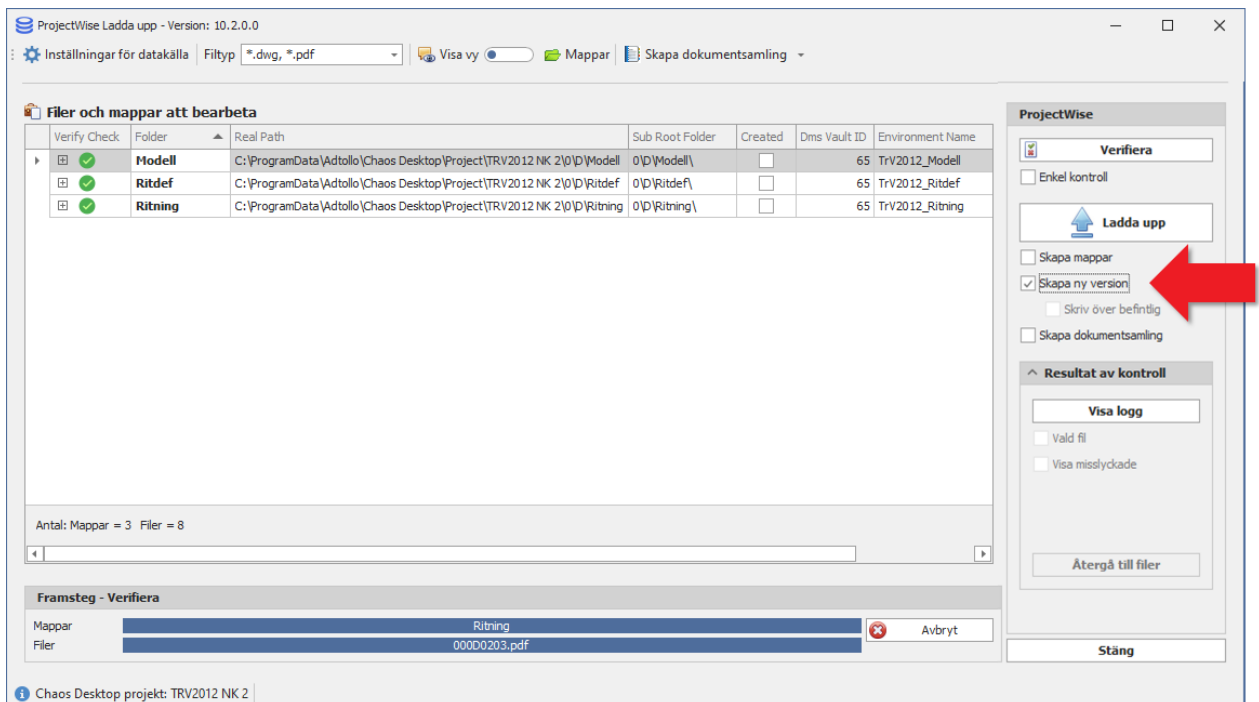 ProjectWise Ladda upp - Version: 10.2.0.0
Inställningar för datakälla Filtyp *.dwg, *.pdf Visa vy Mappar Skapa dokumentsamling
Filer och mappar att bearbeta
Verify Check Folder Real Path Sub Root Folder Created Dms Vault ID Environment Name
Modell C:\ProgramData\Adtollo\Chaos Desktop\Project\TRV2012 NK 2\0\D\Modell 0\D\Modell\ 65 TrV2012_Modell
Ritdef C:\ProgramData\Adtollo\Chaos Desktop\Project\TRV2012 NK 2\0\D\Ritdef 0\D\Ritdef\ 65 TrV2012_Ritdef
Ritning C:\ProgramData\Adtollo\Chaos Desktop\Project\TRV2012 NK 2\0\D\Ritning 0\D\Ritning\ 65 TrV2012_Ritning
Antal: Mappar = 3 Filer = 8
Framsteg - Verifiera
Mappar Ritning
Filer 000D0203.pdf
Avbryt
ProjectWise
Verifiera
Enkel kontroll
Ladda upp
Skapa mappar
Skapa ny version
Skriv över befintlig
Skapa dokumentsamling
Resultat av kontroll
Visa logg
Vald fil
Visa misslyckade
Återgå till filer
Stäng
Chaos Desktop projekt: TRV2012 NK 2